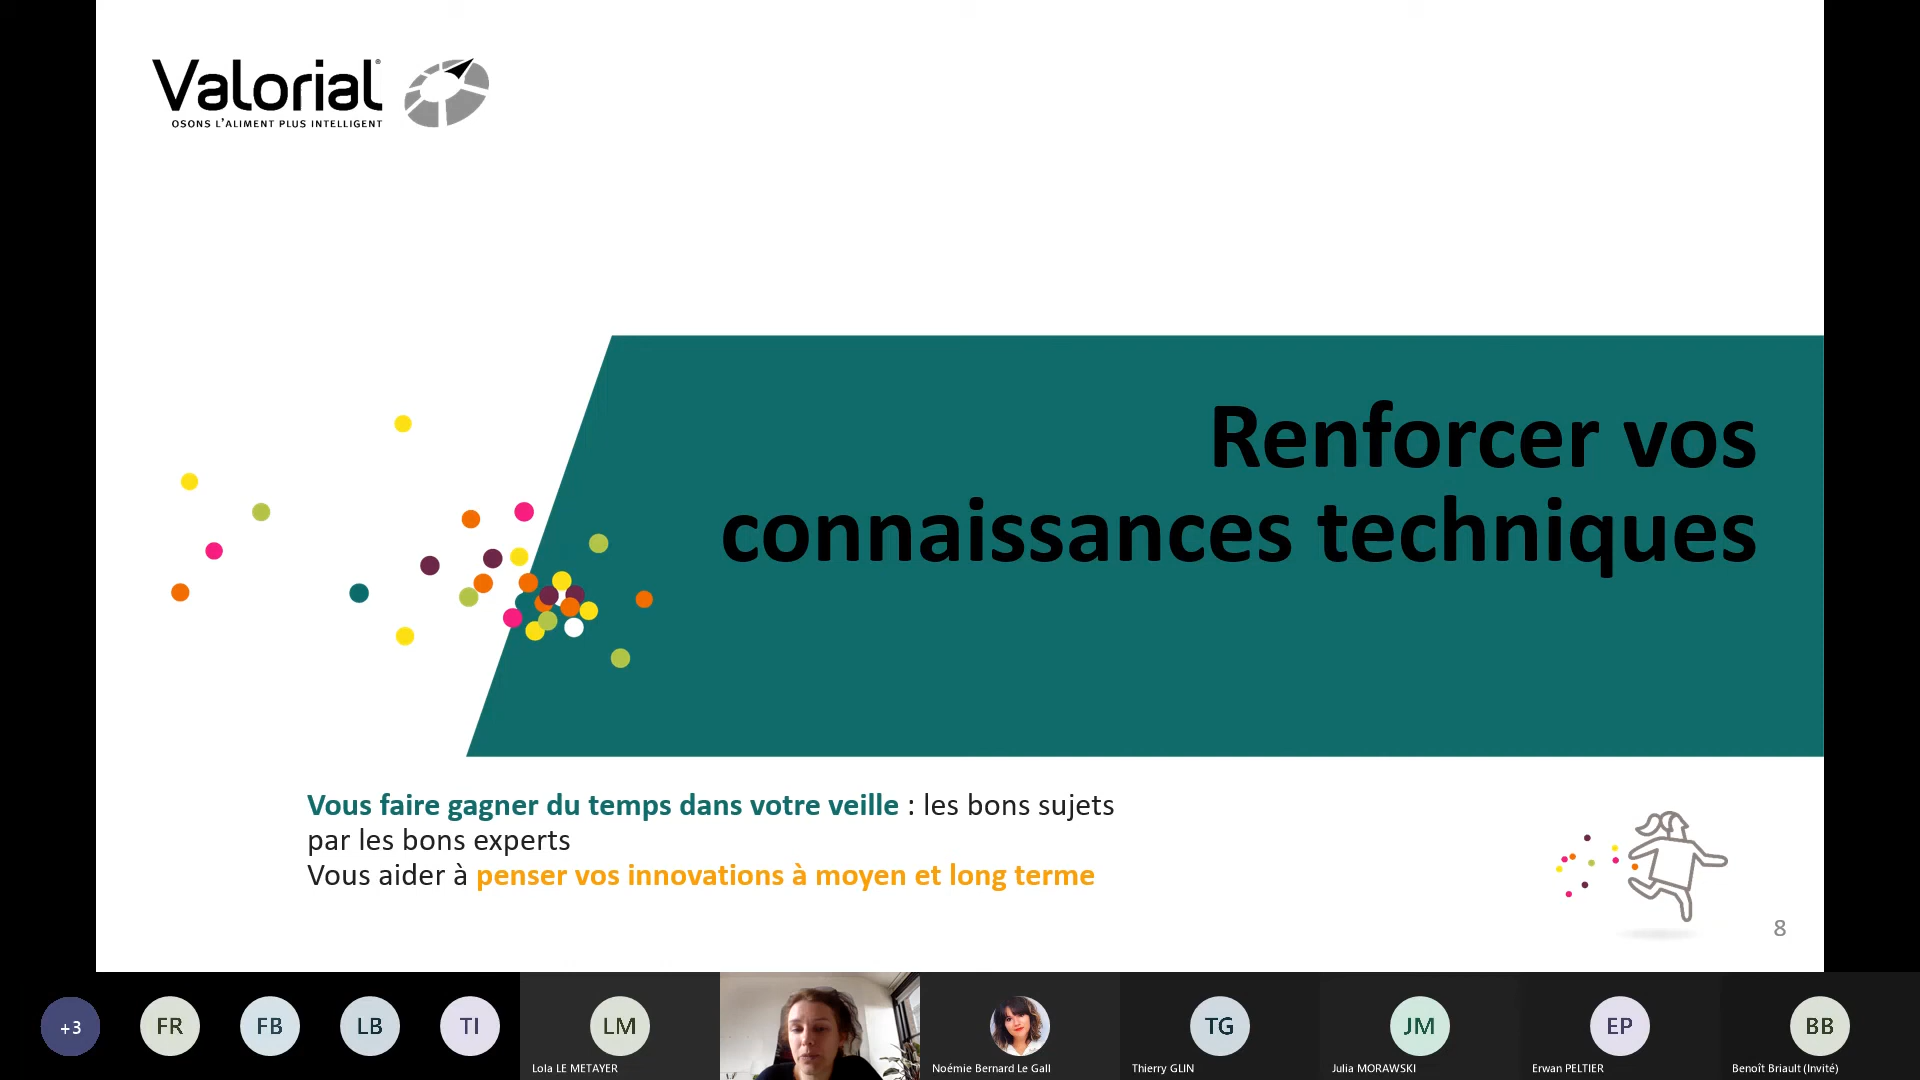 Valorial®
OSONS L'ALIMENT PLUS INTELLIGENT
Renforcer vos
connaissances techniques
Vous faire gagner du temps dans votre veille : les bons sujets
par les bons experts
Vous aider à penser vos innovations à moyen et long terme
8
+3
FR
FB
LB
TI
LM
TG
JM
EP
BB
Lola LE METAYER
Noémie Bernard Le Gall
Thierry GLIN
Julia MORAWSKI
Erwan PELTIER
Benoît Briault (Invité)